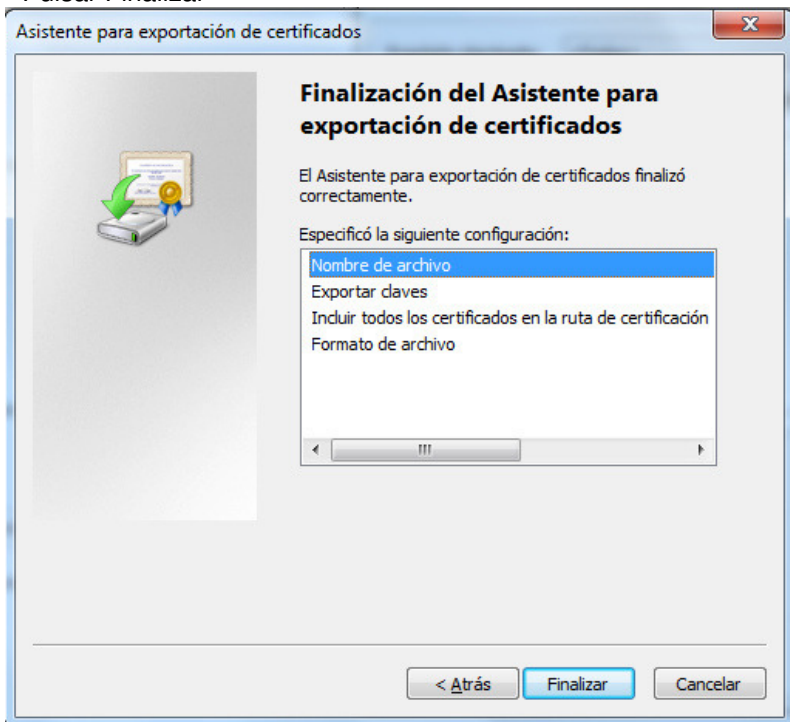 Pulsar Finalizar
Asistente para exportación de certificados
Finalización del Asistente para
exportación de certificados
El Asistente para exportación de certificados finalizó
correctamente.
Especificó la siguiente configuración:
Nombre de archivo
Exportar claves
Incluir todos los certificados en la ruta de certificación
Formato de archivo
< Atrás
Finalizar
Cancelar